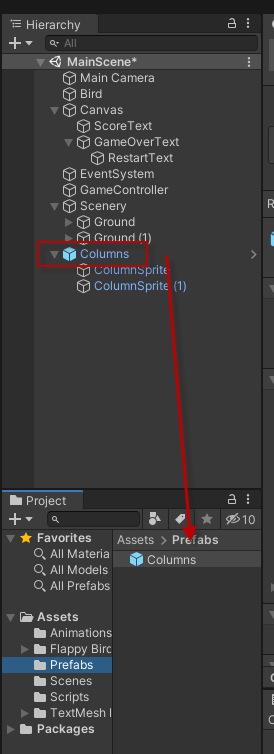 Hierarchy
All
MainScene*
Main Camera
Bird
Canvas
ScoreText
GameOverText
RestartText
EventSystem
GameController
Scenery
Ground
Ground (1)
Columns
ColumnSprite
ColumnSprite (1)
Project
10
Favorites
All Materia
All Models
All Prefabs
Assets > Prefabs
Columns
Assets
Animations
Flappy Bird
Prefabs
Scenes
Scripts
TextMesh
Packages